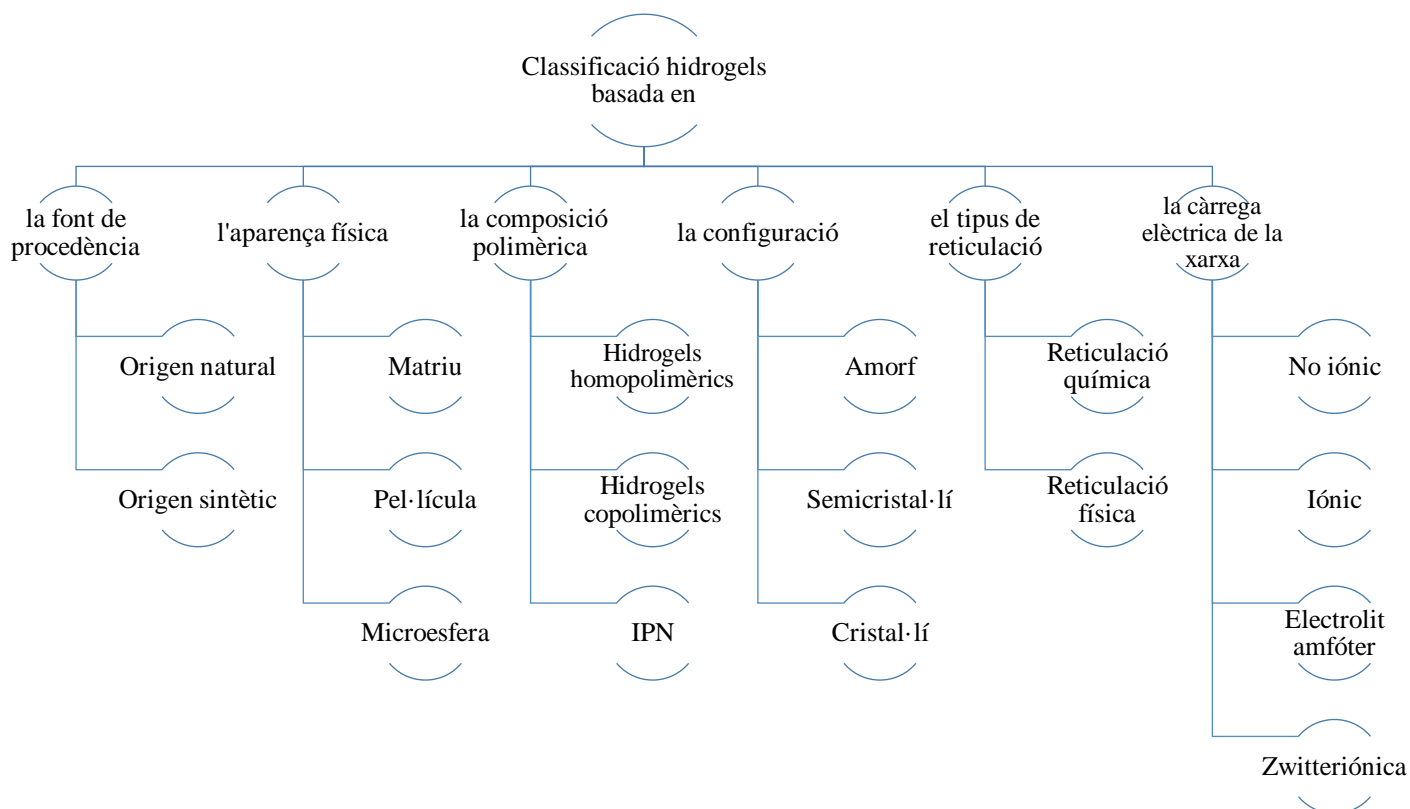 Classificació hidrogels
basada en
la font de
procedència
l'aparença física
la composició
polimèrica
la configuració
el tipus de
reticulació
la càrrega
elèctrica de la
xarxa
Origen natural
Origen sintètic
Matriu
Pel·lícula
Microesfera
Hidrogels
homopolimèrics
Hidrogels
copolimèrics
IPN
Amorf
Semicristal·lí
Cristal·lí
Reticulació
química
Reticulació
física
No iónic
Iónic
Electrolit
amfóter
Zwitteriónica